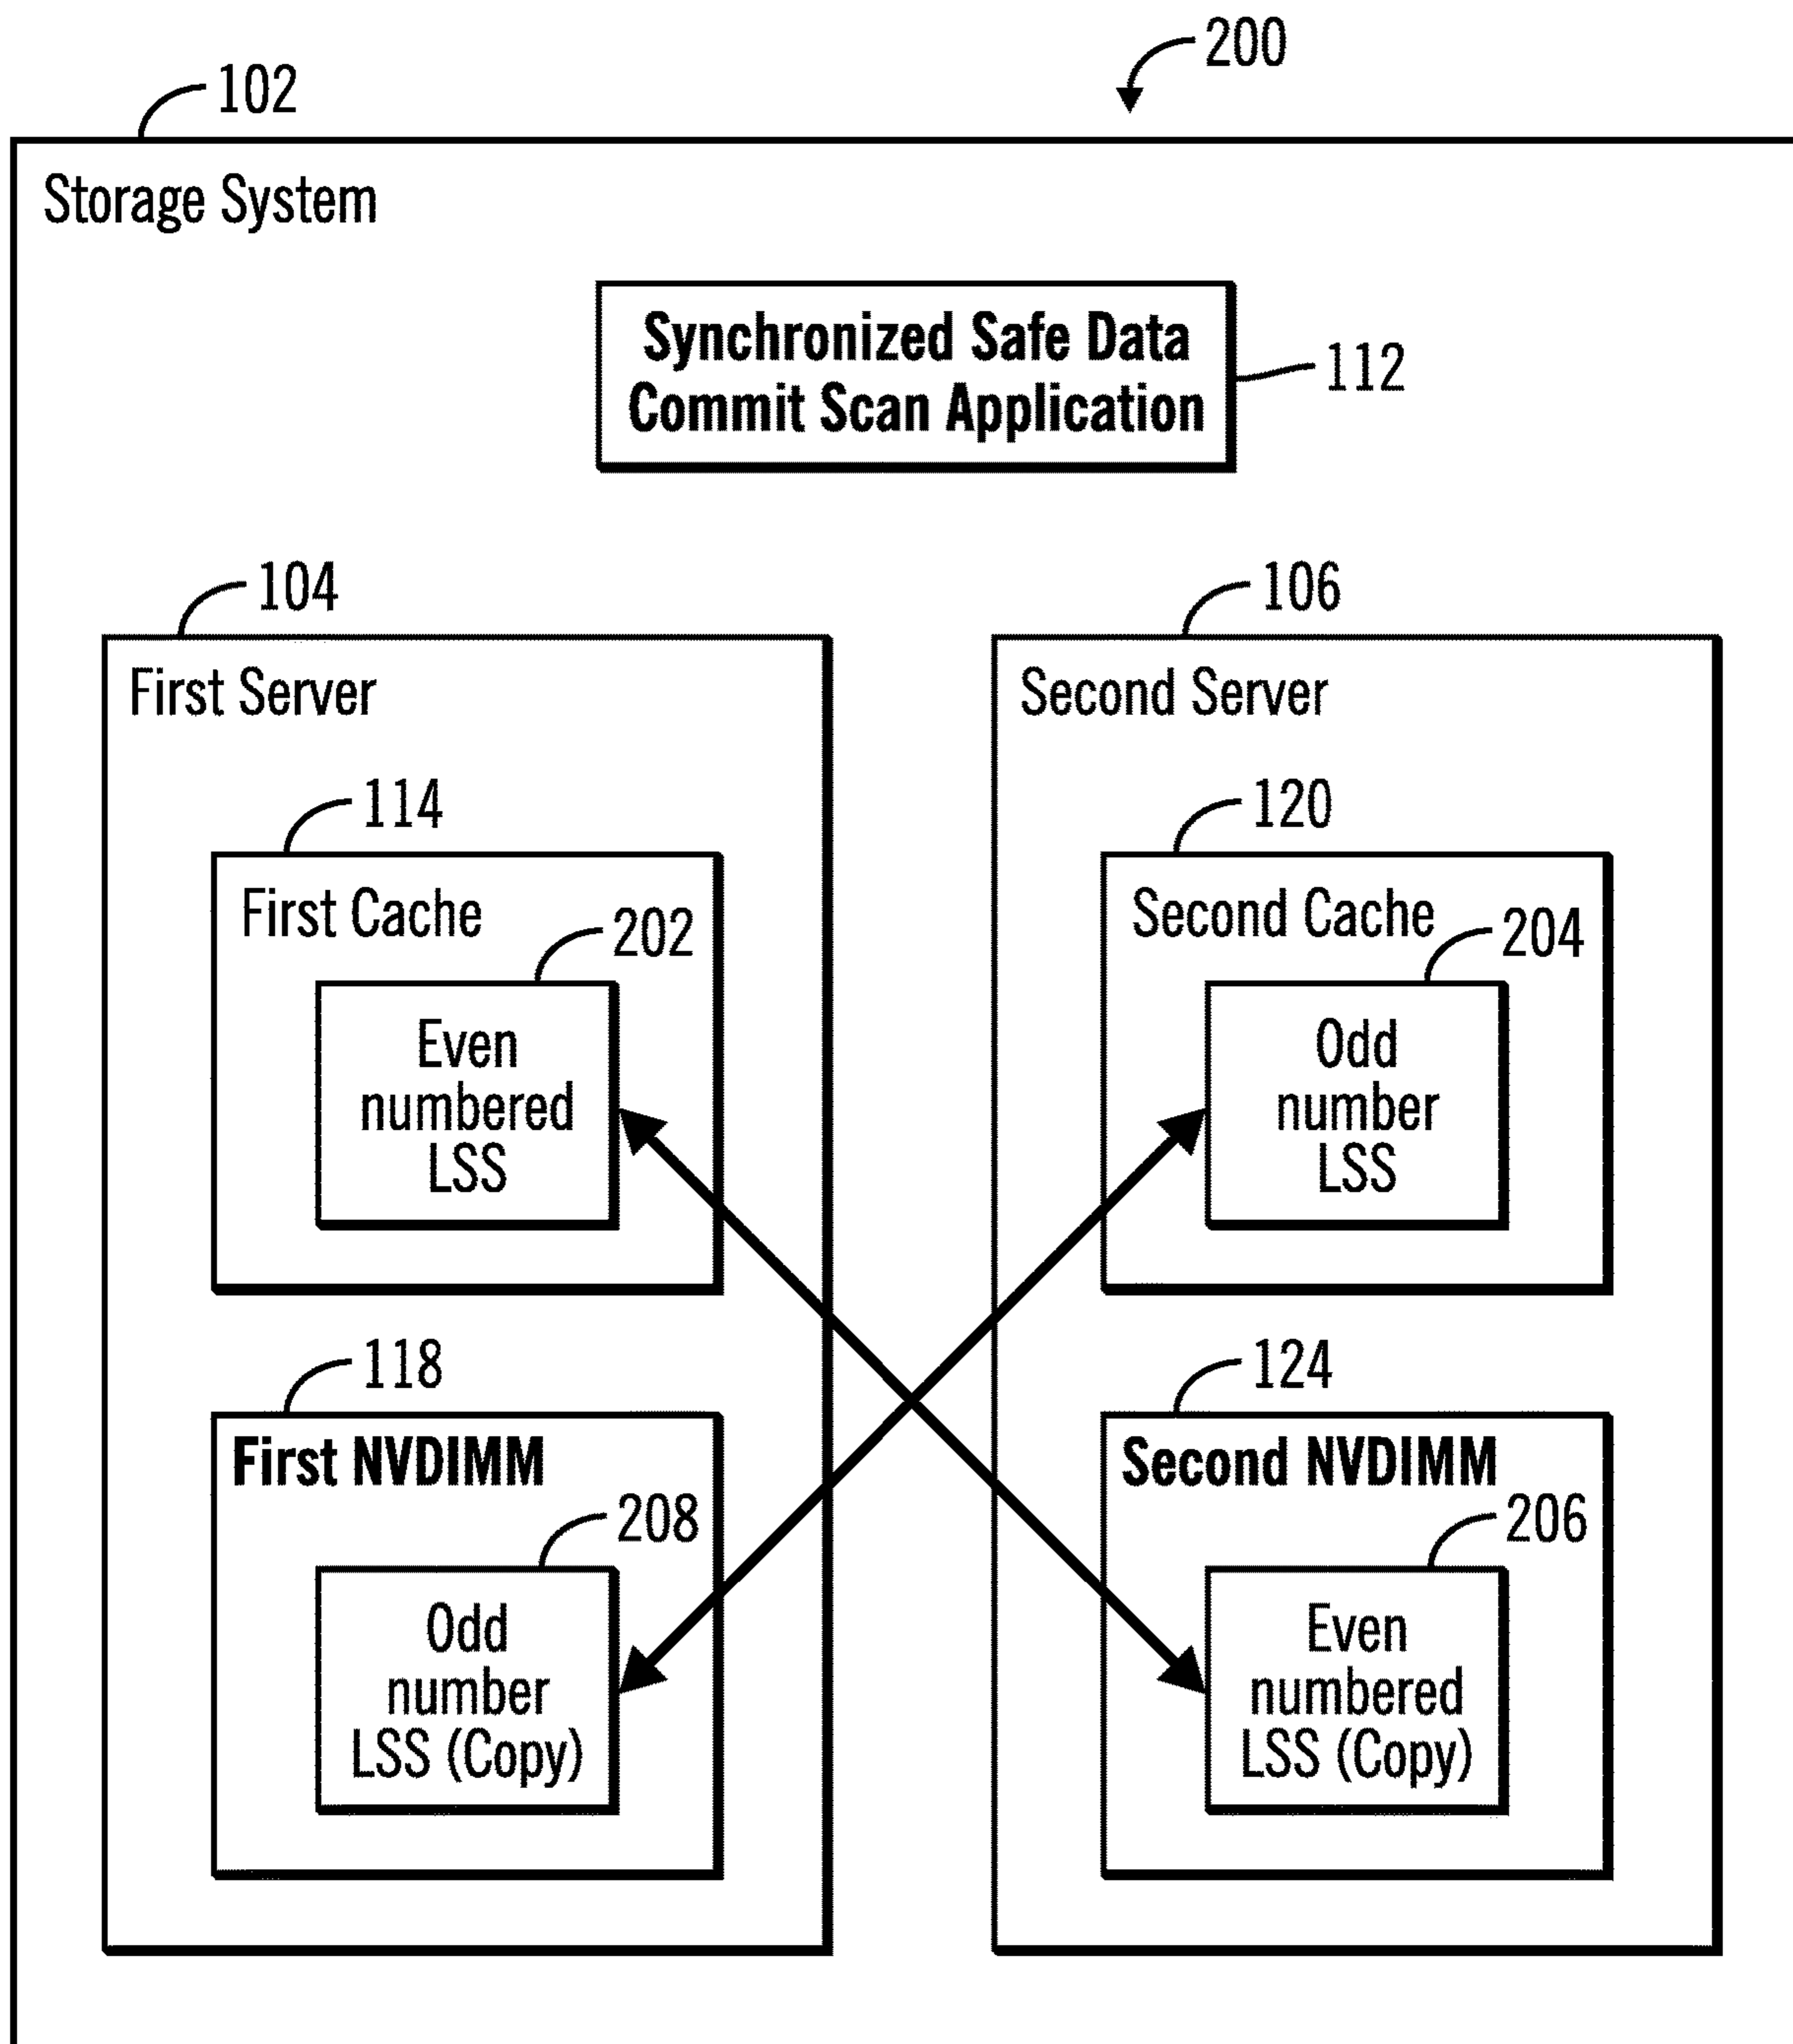 200
102
Storage System
Synchronized Safe Data
Commit Scan Application
112
104
106
First Server
Second Server
114
120
First Cache
Second Cache
202
204
Even
numbered
LSS
Odd
number
LSS
118
124
First NVDIMM
Second NVDIMM
208
206
Odd
number
LSS (Copy)
Even
numbered
LSS (Copy)